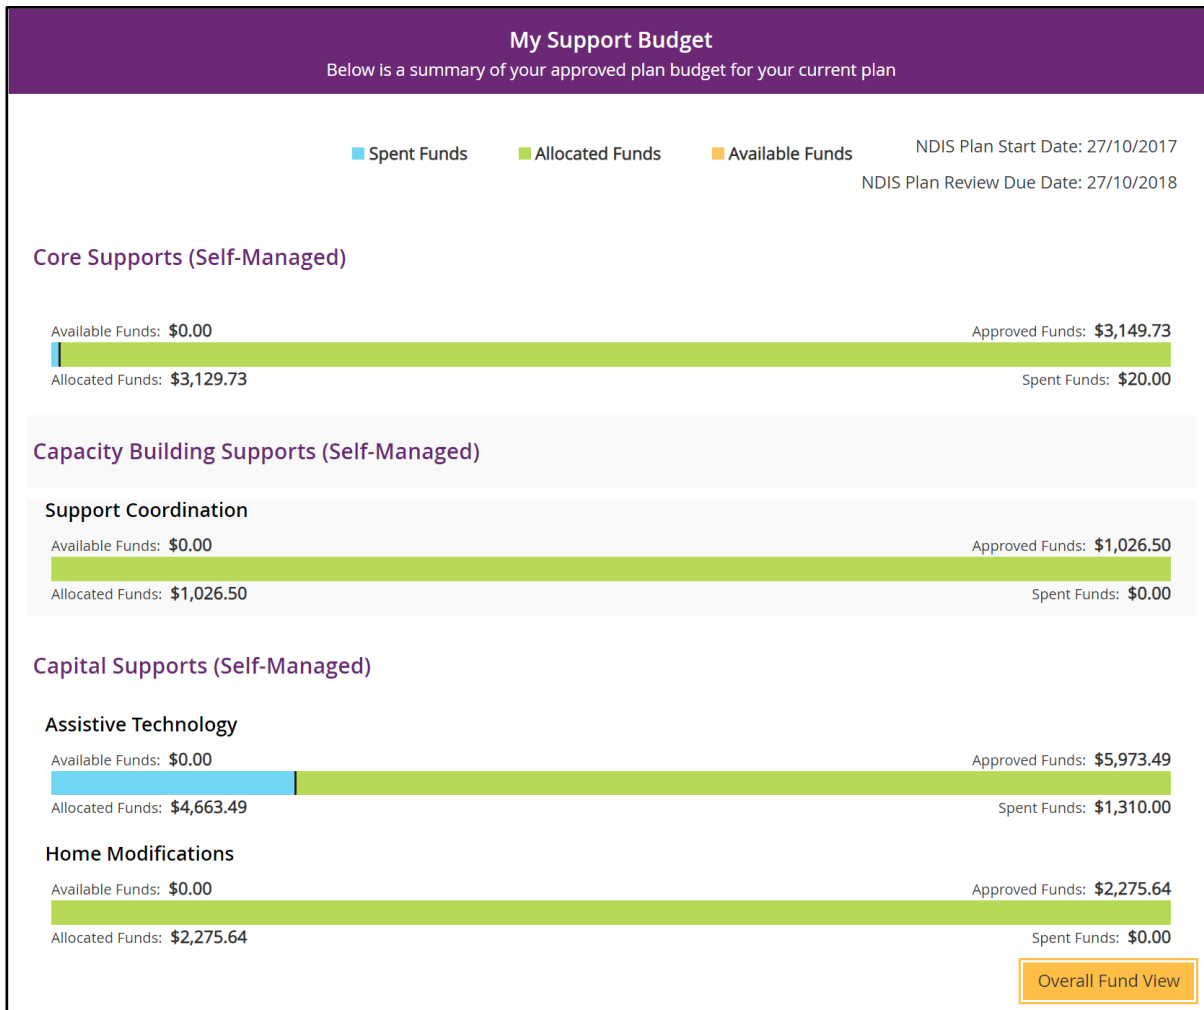 My Support Budget
Below is a summary of your approved plan budget for your current plan
Spent Funds Allocated Funds Available Funds NDIS Plan Start Date: 27/10/2017
NDIS Plan Review Due Date: 27/10/2018
Core Supports (Self-Managed)
Available Funds: $0.00 Approved Funds: $3,149.73
Allocated Funds: $3,129.73 Spent Funds: $20.00
Capacity Building Supports (Self-Managed)
Support Coordination
Available Funds: $0.00 Approved Funds: $1,026.50
Allocated Funds: $1,026.50 Spent Funds: $0.00
Capital Supports (Self-Managed)
Assistive Technology
Available Funds: $0.00 Approved Funds: $5,973.49
Allocated Funds: $4,663.49 Spent Funds: $1,310.00
Home Modifications
Available Funds: $0.00 Approved Funds: $2,275.64
Allocated Funds: $2,275.64 Spent Funds: $0.00
Overall Fund View